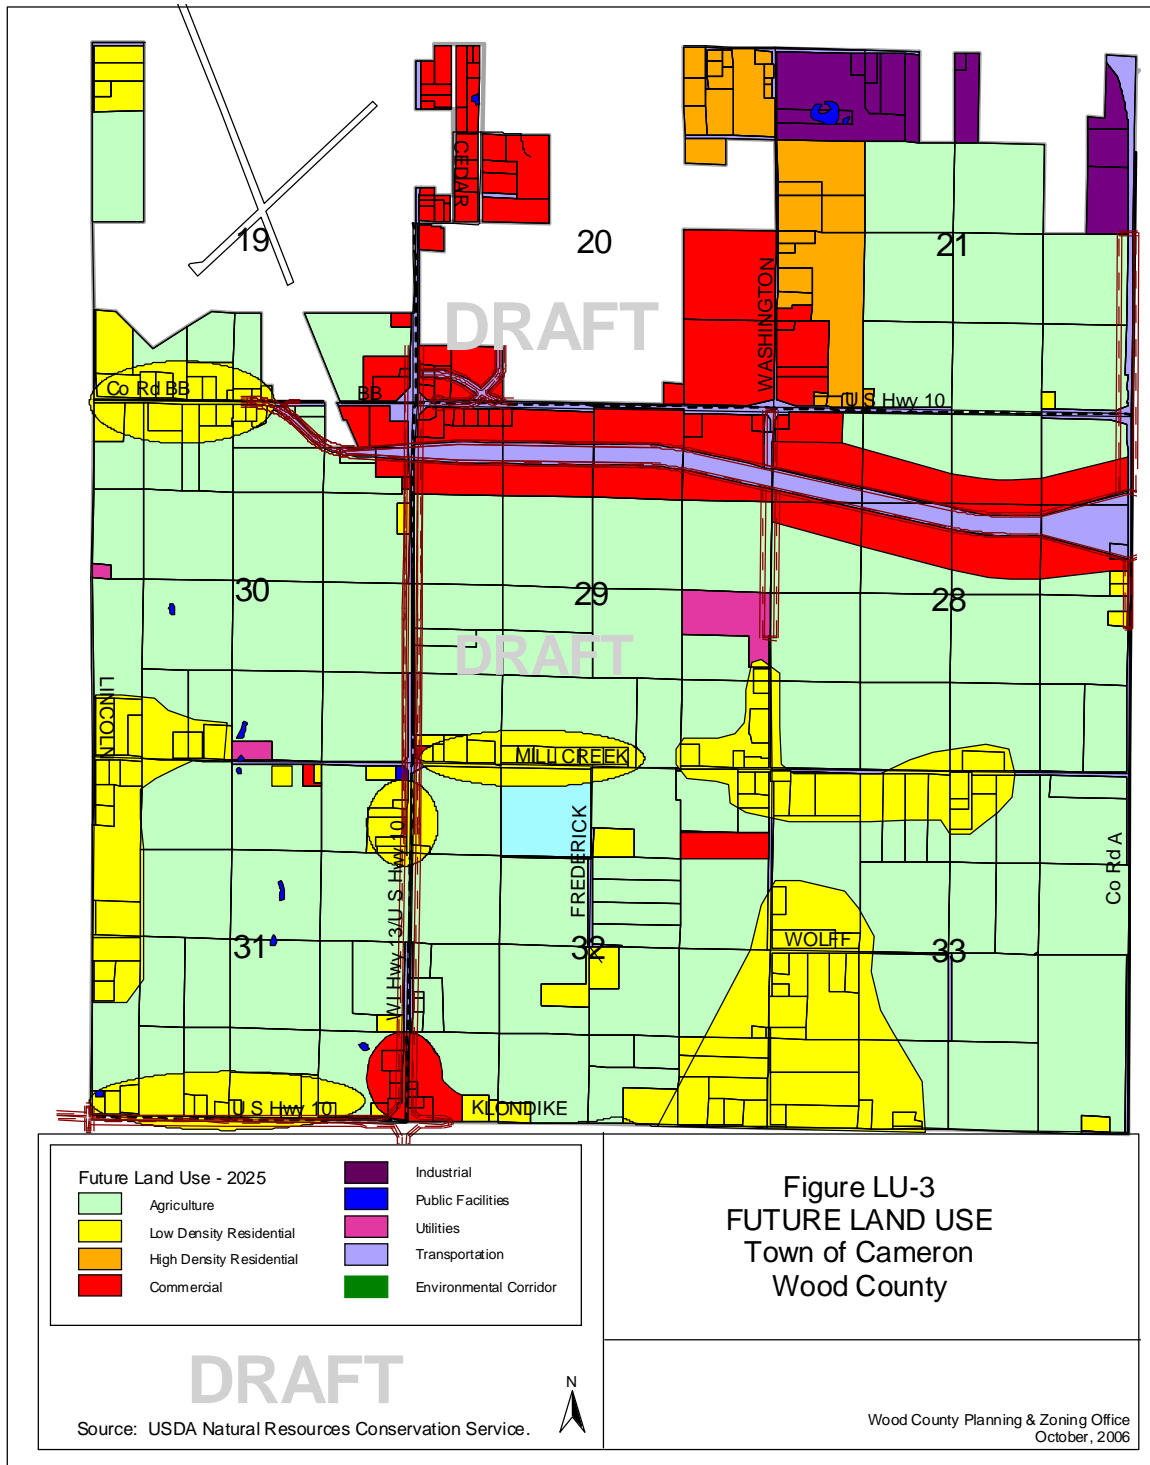 CEDAR
19
20
21
WASHINGTON
DRAFT
Co Rd BB
BB
U S Hwy 10
30
29
28
DRAFT
LINCOLN
MILL CREEK
FREDERICK
WI Hwy 13/U S Hwy 10
Co Rd A
31
32
WOLFF
33
U S Hwy 10
KLONDIKE
Future Land Use - 2025
Agriculture
Low Density Residential
High Density Residential
Commercial
Industrial
Public Facilities
Utilities
Transportation
Environmental Corridor
Figure LU-3
FUTURE LAND USE
Town of Cameron
Wood County
DRAFT
N
Source: USDA Natural Resources Conservation Service.
Wood County Planning & Zoning Office
October, 2006